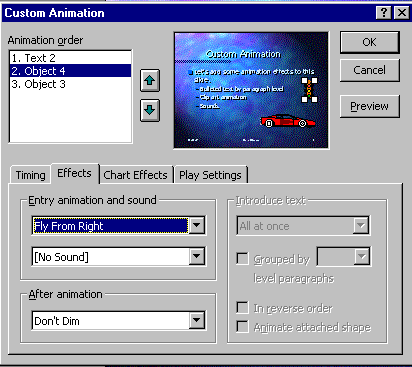 Custom Animation
Animation order
1. Text 2
2. Object 4
3. Object 3
Custom Animation
Let's add some animation effects to this
slide.
- Bulleted text by paragraph level
- Clip art animation
- Sounds
OK
Cancel
Preview
Timing
Effects
Chart Effects
Play Settings
Entry animation and sound
Fly From Right
[No Sound]
After animation
Don't Dim
Introduce text
All at once
Grouped by
level paragraphs
In reverse order
Animate attached shape